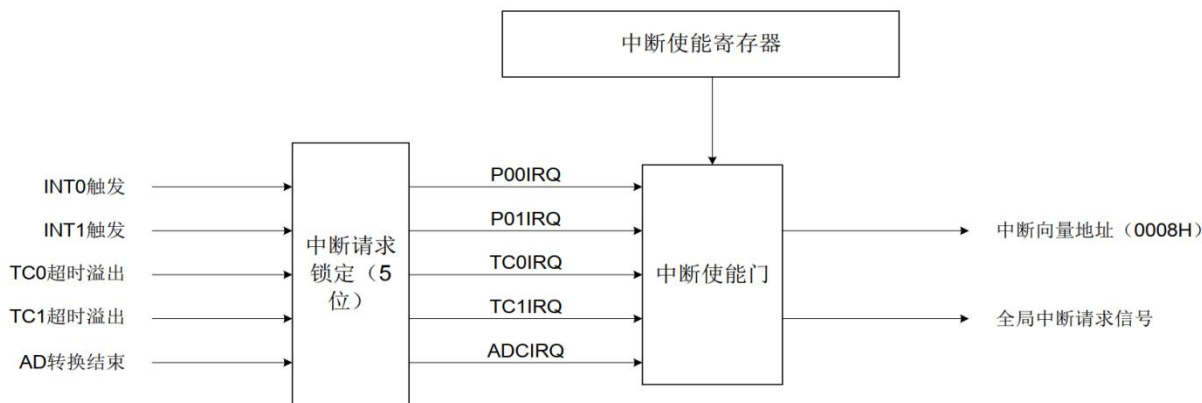 中断使能寄存器
INT0触发
INT1触发
TC0超时溢出
TC1超时溢出
AD转换结束
中断请求
锁定（5
位）
P00IRQ
P01IRQ
TC0IRQ
TC1IRQ
ADCIRQ
中断使能门
中断向量地址（0008H）
全局中断请求信号